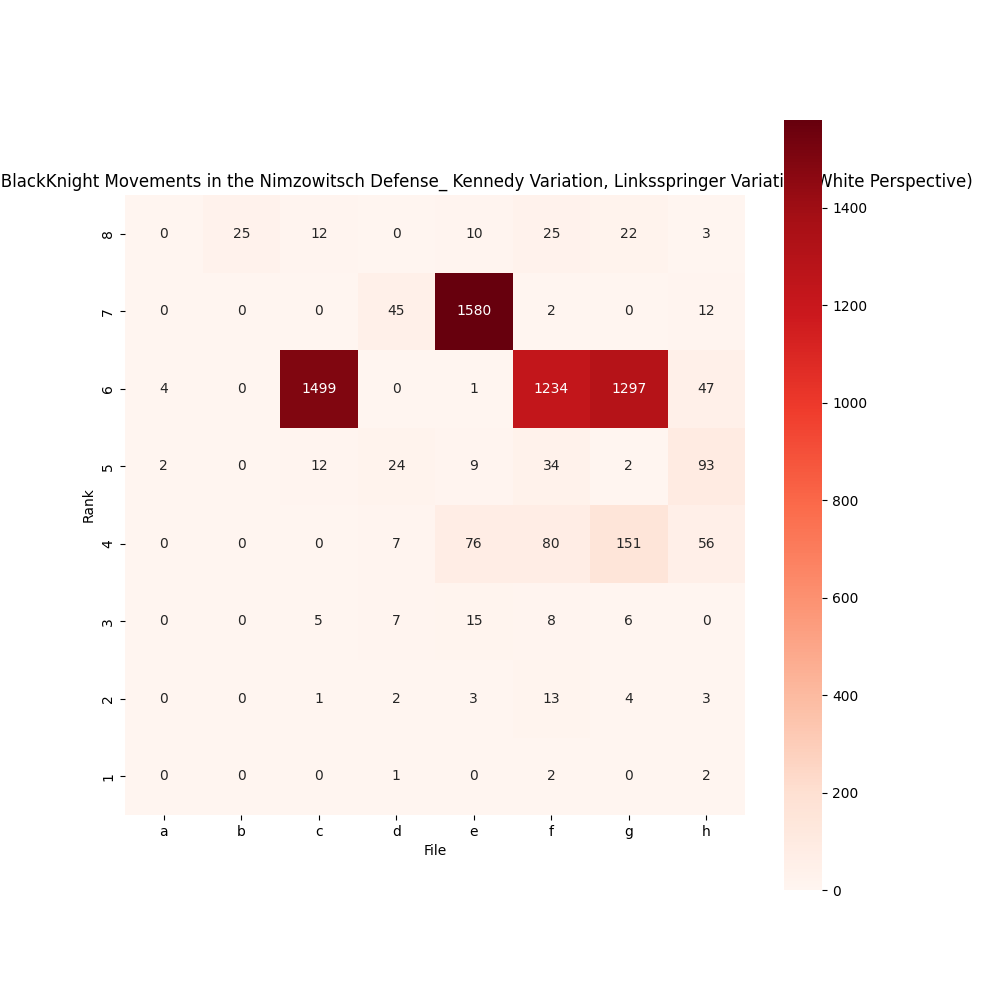 BlackKnight Movements in the Nimzowitsch Defense_ Kennedy Variation, Linksspringer Variati White Perspective)
8 0 25 12 0 10 25 22 3
7 0 0 0 45 1580 2 0 12
6 4 0 1499 0 1 1234 1297 47
5 2 0 12 24 9 34 2 93
4 0 0 0 7 76 80 151 56
3 0 0 5 7 15 8 6 0
2 0 0 1 2 3 13 4 3
1 0 0 0 1 0 2 0 2
a b c d e f g h
File
Rank
1400
1200
1000
800
600
400
200
0